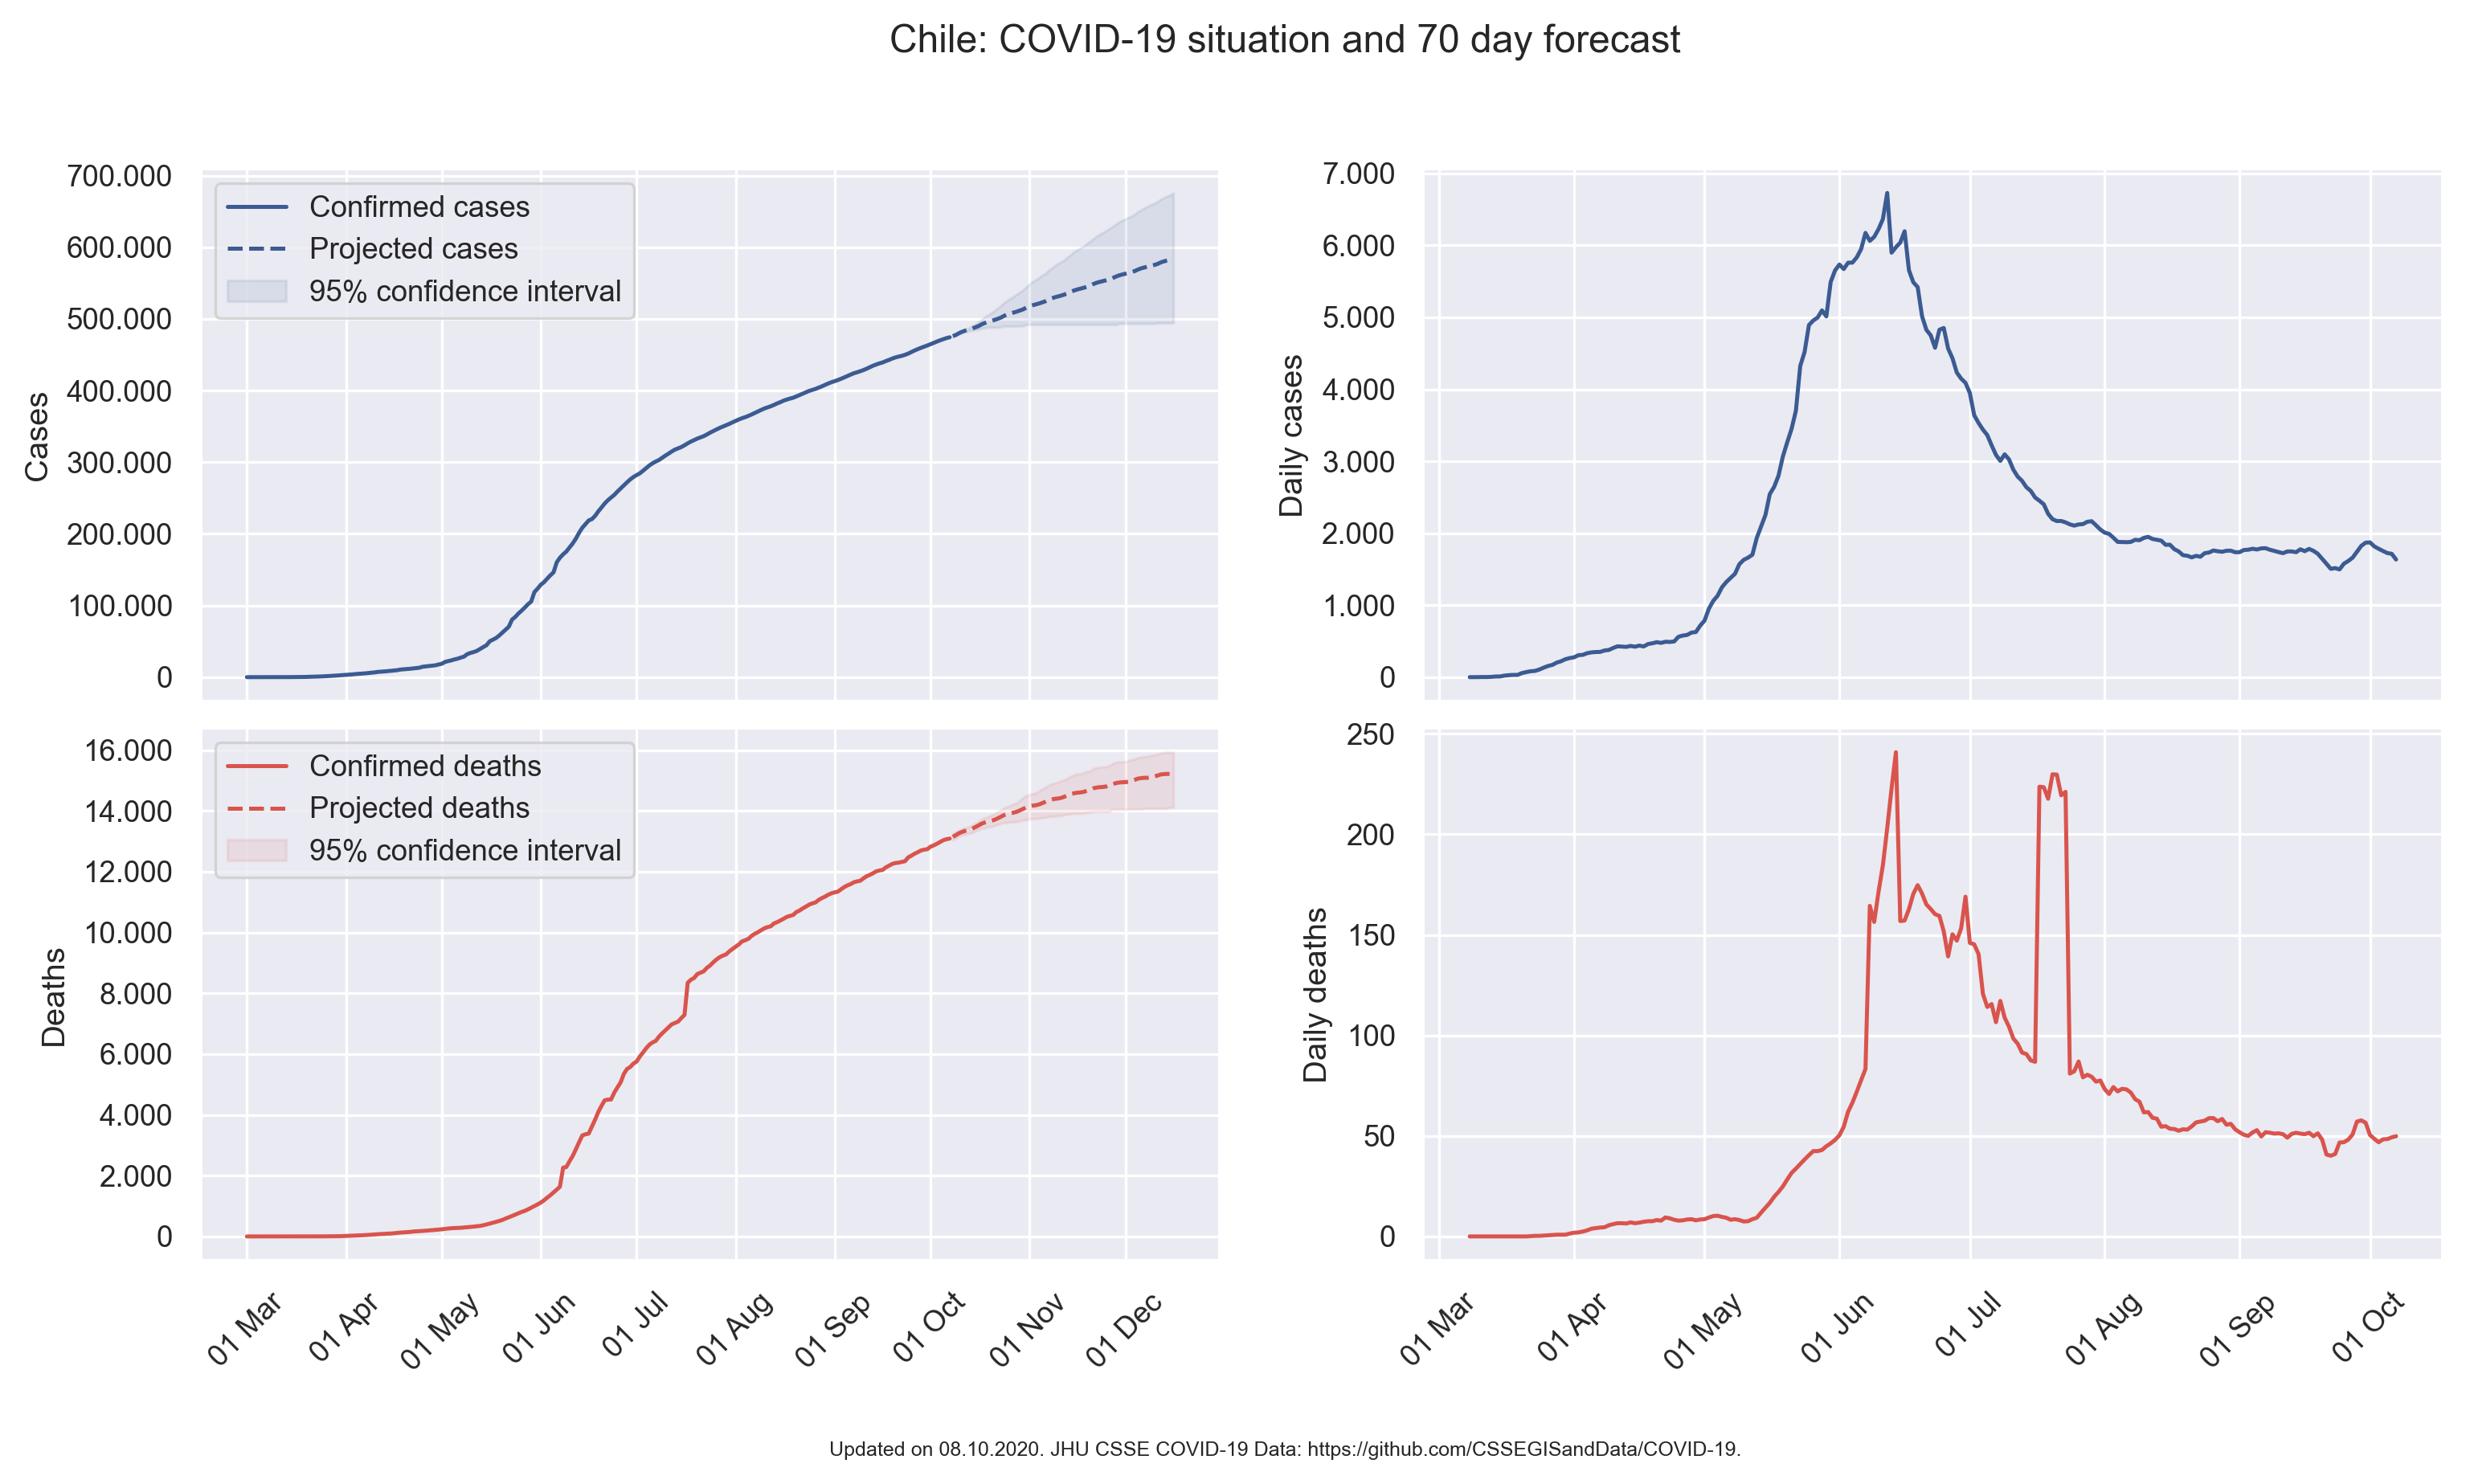 Chile: COVID-19 situation and 70 day forecast
700.000
600.000
500.000
400.000
300.000
200.000
100.000
0
Cases
Confirmed cases
Projected cases
95% confidence interval
7.000
6.000
5.000
4.000
3.000
2.000
1.000
0
Daily cases
16.000
14.000
12.000
10.000
8.000
6.000
4.000
2.000
0
Deaths
Confirmed deaths
Projected deaths
95% confidence interval
01 Mar
01 Apr
01 May
01 Jun
01 Jul
01 Aug
01 Sep
01 Oct
01 Nov
01 Dec
250
200
150
100
50
0
Daily deaths
01 Mar
01 Apr
01 May
01 Jun
01 Jul
01 Aug
01 Sep
01 Oct
Updated on 08.10.2020. JHU CSSE COVID-19 Data: https://github.com/CSSEGISandData/COVID-19.